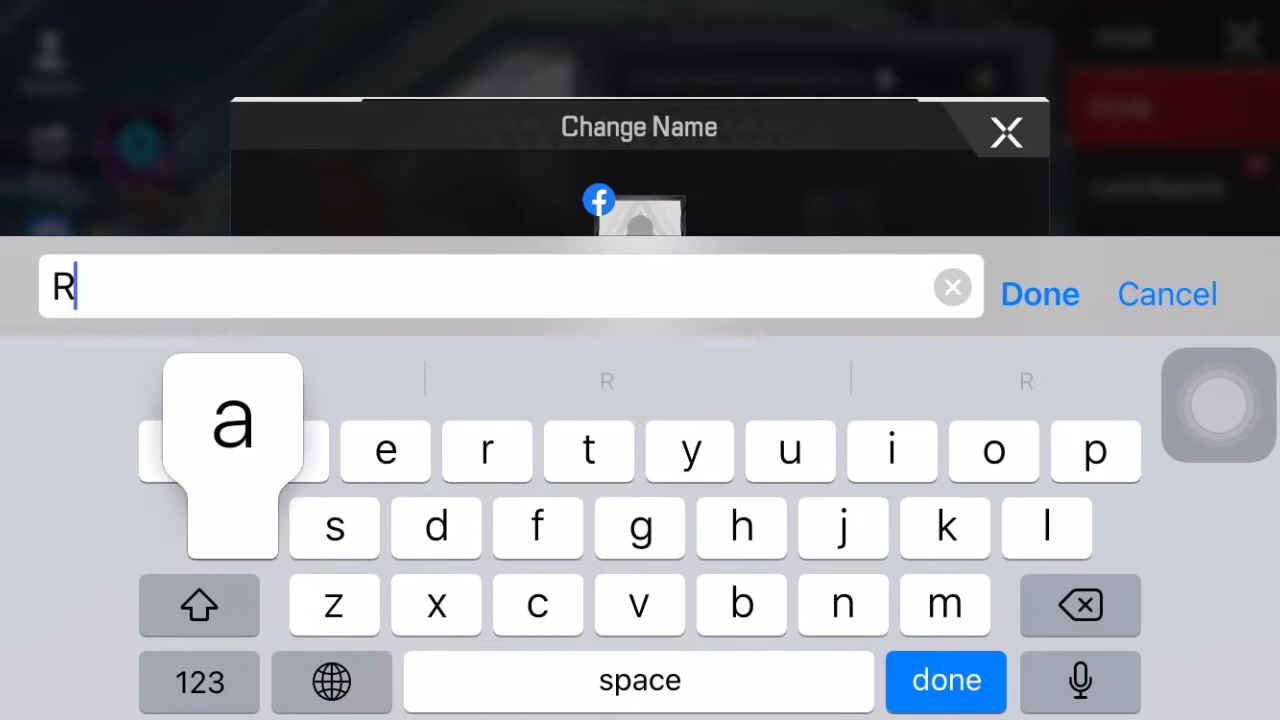 Change Name
R
Done Cancel
a R R
e r t y u i o p
s d f g h j k l
z x c v b n m
123 space done